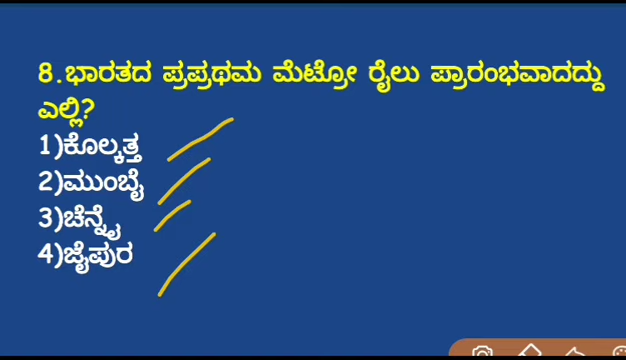 8.ಭಾರತದ ಪ್ರಪ್ರಥಮ ಮೆಟ್ರೋ ರೈಲು ಪ್ರಾರಂಭವಾದದ್ದು
ಎಲ್ಲಿ?
1)ಕೊಲ್ಕತ್ತ
2)ಮುಂಬೈ
3)ಚೆನ್ನೈ
4)ಜೈಪುರ